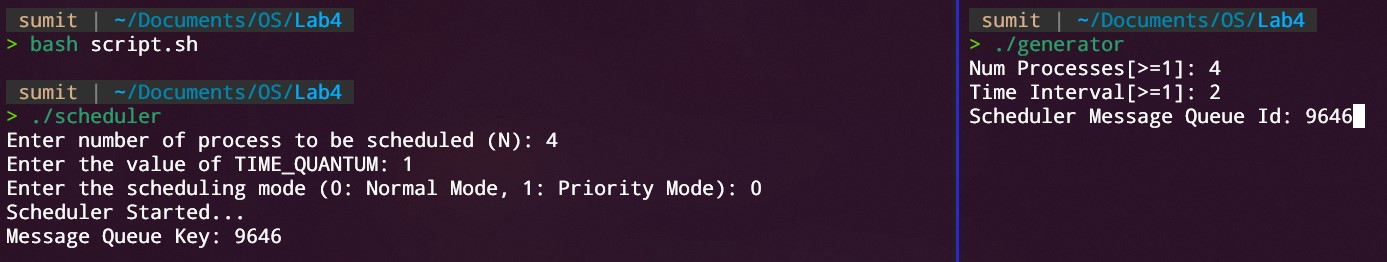 sumit | ~/Documents/OS/Lab4
> bash script.sh
sumit | ~/Documents/OS/Lab4
> ./scheduler
Enter number of process to be scheduled (N): 4
Enter the value of TIME_QUANTUM: 1
Enter the scheduling mode (0: Normal Mode, 1: Priority Mode): 0
Scheduler Started...
Message Queue Key: 9646
sumit | ~/Documents/OS/Lab4
> ./generator
Num Processes[>=1]: 4
Time Interval[>=1]: 2
Scheduler Message Queue Id: 9646